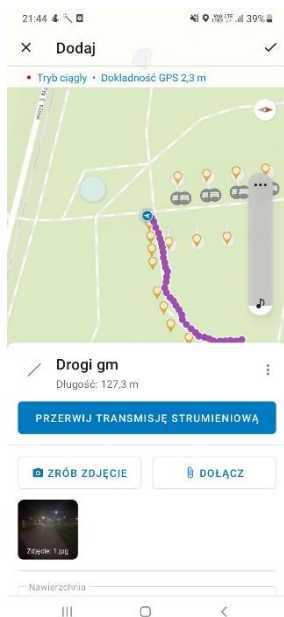 21:44
39%
Dodaj
Tryb ciągły • Dokładność GPS 2,3 m
Drogi gm
Długość: 127,3 m
PRZERWIJ TRANSMISJĘ STRUMIENIOWĄ
ZRÓB ZDJĘCIE
DOŁĄCZ
Zdjęcie: 1.jpg
Nawierzchnia